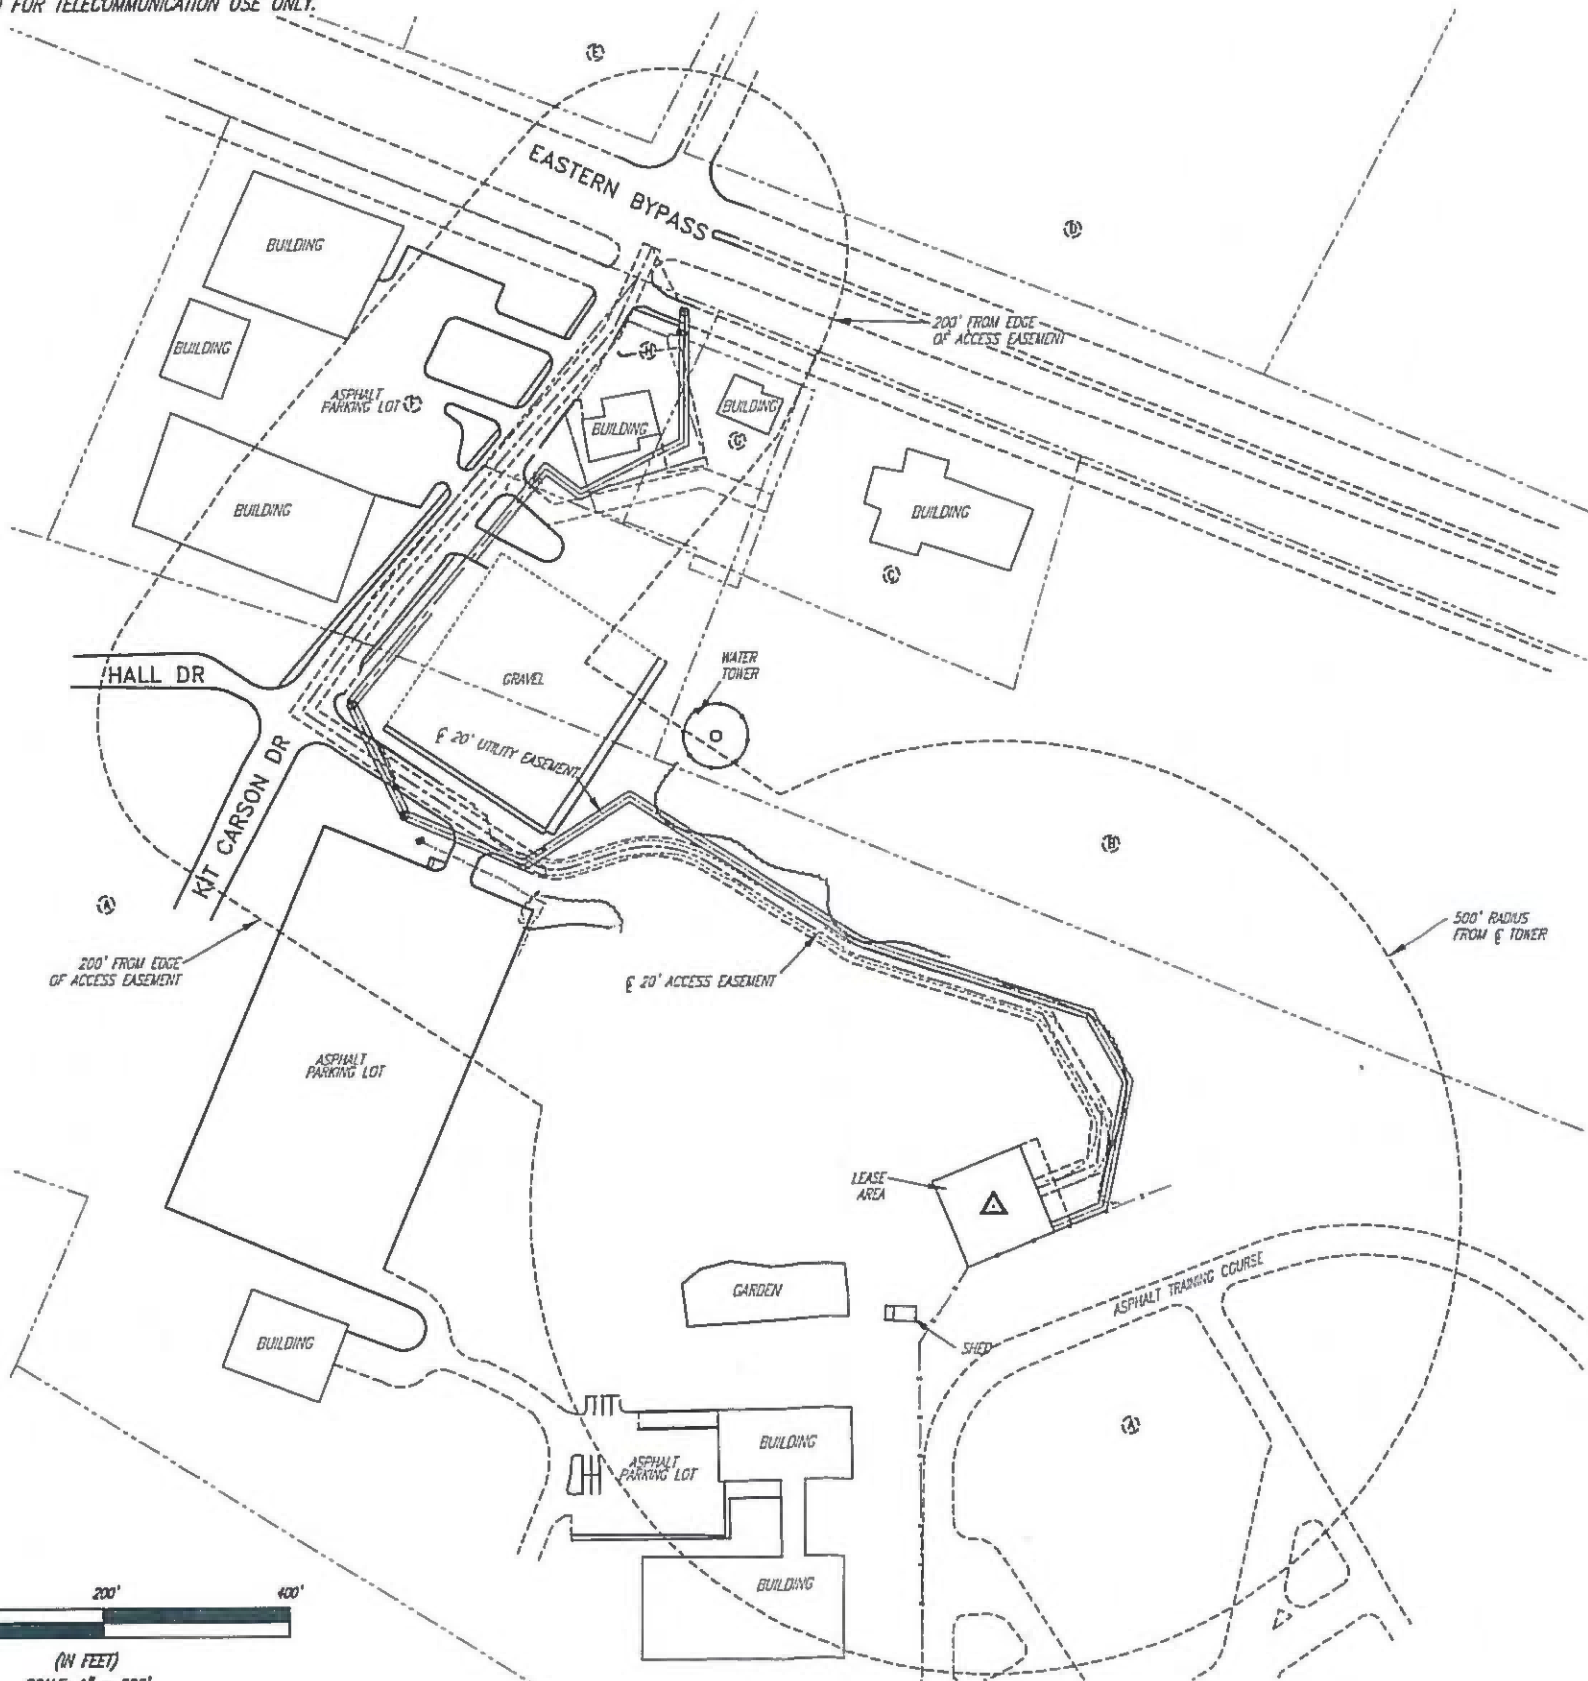 FOR TELECOMMUNICATION USE ONLY.
E
EASTERN BYPASS
D
BUILDING
200' FROM EDGE
OF ACCESS EASEMENT
BUILDING
H
ASPHALT
PARKING LOT
F
BUILDING
BUILDING
G
BUILDING
BUILDING
C
HALL DR
GRAVEL
WATER
TOWER
℄ 20' UTILITY EASEMENT
KIT CARSON DR
B
A
500' RADIUS
FROM ℄ TOWER
200' FROM EDGE
OF ACCESS EASEMENT
℄ 20' ACCESS EASEMENT
ASPHALT
PARKING LOT
LEASE
AREA
GARDEN
ASPHALT TRAINING COURSE
SHED
BUILDING
A
BUILDING
ASPHALT
PARKING LOT
BUILDING
200'
400'
(IN FEET)